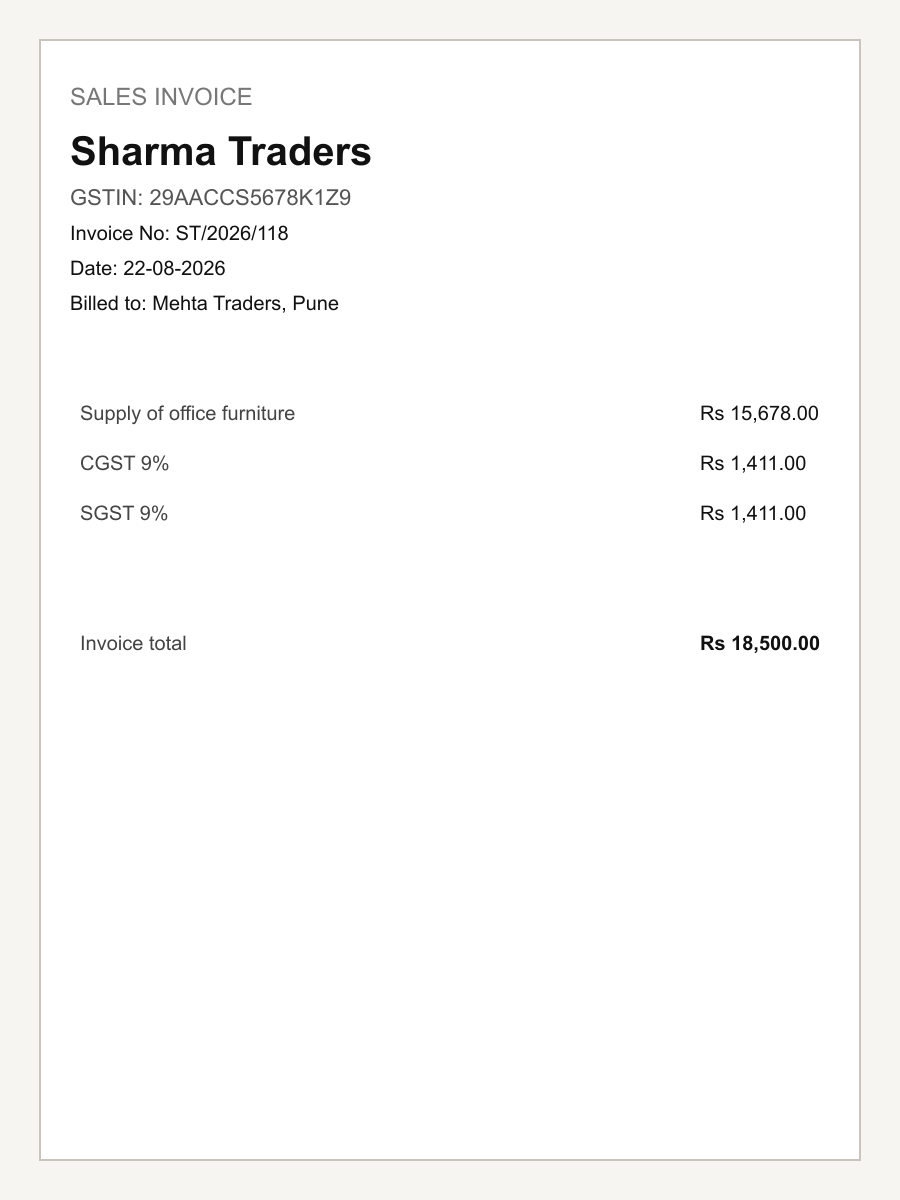 SALES INVOICE
Sharma Traders
GSTIN: 29AACCS5678K1Z9
Invoice No: ST/2026/118
Date: 22-08-2026
Billed to: Mehta Traders, Pune
Supply of office furniture Rs 15,678.00
CGST 9% Rs 1,411.00
SGST 9% Rs 1,411.00
Invoice total Rs 18,500.00